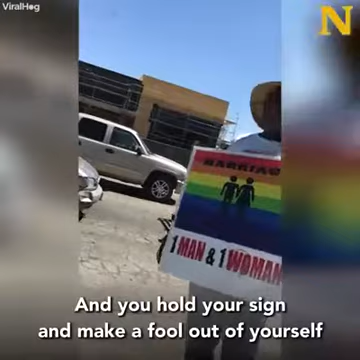 ViralHog
N
MARRIAGE
1 MAN & 1 WOMAN
And you hold your sign
and make a fool out of yourself